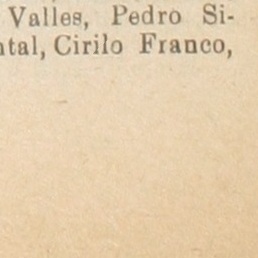 Valles, Pedro Si-
ntal, Cirilo Franco,